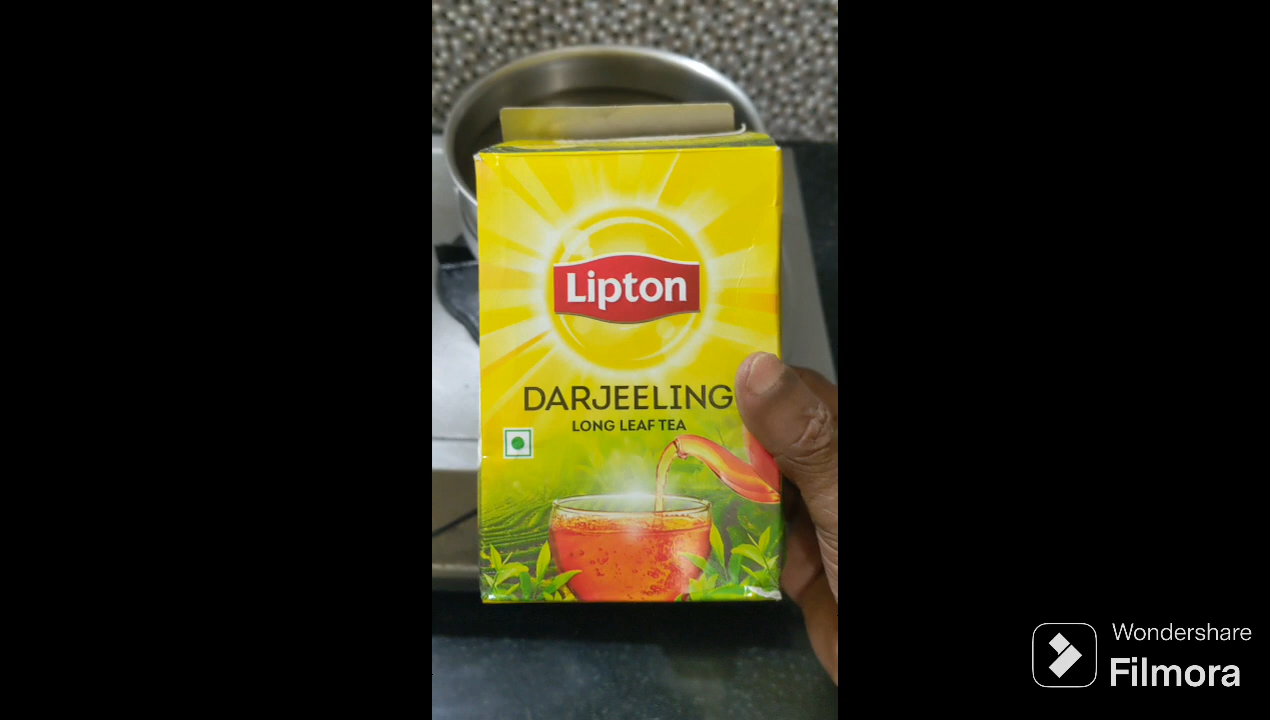 Lipton
DARJEELING
LONG LEAF TEA
Wondershare
Filmora